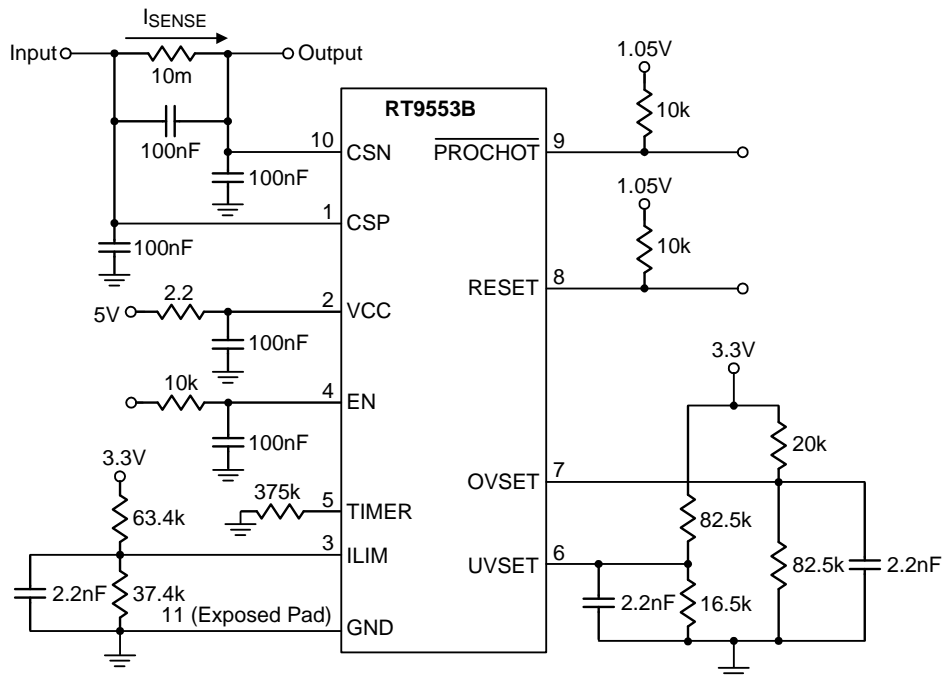 ISENSE
Input
Output
10m
100nF
100nF
100nF
RT9553B
10
CSN
1
CSP
5V
2.2
2
VCC
100nF
10k
4
EN
100nF
3.3V
63.4k
375k
5
TIMER
3
ILIM
2.2nF
37.4k
11 (Exposed Pad)
GND
PROCHOT
9
1.05V
10k
RESET
8
1.05V
10k
3.3V
20k
OVSET
7
82.5k
UVSET
6
82.5k
2.2nF
2.2nF
16.5k